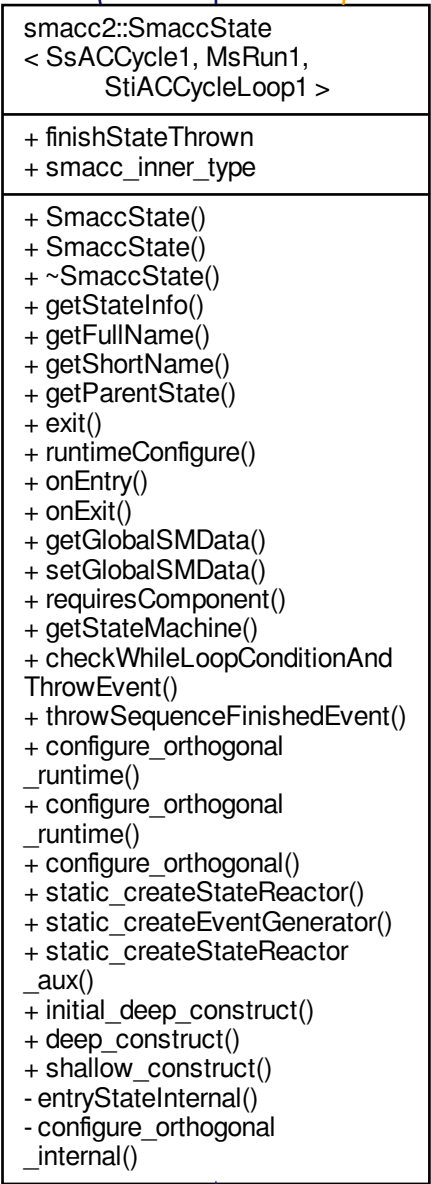 smacc2::SmaccState
< SsACCycle1, MsRun1,
StiACCycleLoop1 >
+ finishStateThrown
+ smacc_inner_type
+ SmaccState()
+ SmaccState()
+ ~SmaccState()
+ getStateInfo()
+ getFullName()
+ getShortName()
+ getParentState()
+ exit()
+ runtimeConfigure()
+ onEntry()
+ onExit()
+ getGlobalSMData()
+ setGlobalSMData()
+ requiresComponent()
+ getStateMachine()
+ checkWhileLoopConditionAnd
ThrowEvent()
+ throwSequenceFinishedEvent()
+ configure_orthogonal
_runtime()
+ configure_orthogonal
_runtime()
+ configure_orthogonal()
+ static_createStateReactor()
+ static_createEventGenerator()
+ static_createStateReactor
_aux()
+ initial_deep_construct()
+ deep_construct()
+ shallow_construct()
- entryStateInternal()
- configure_orthogonal
_internal()